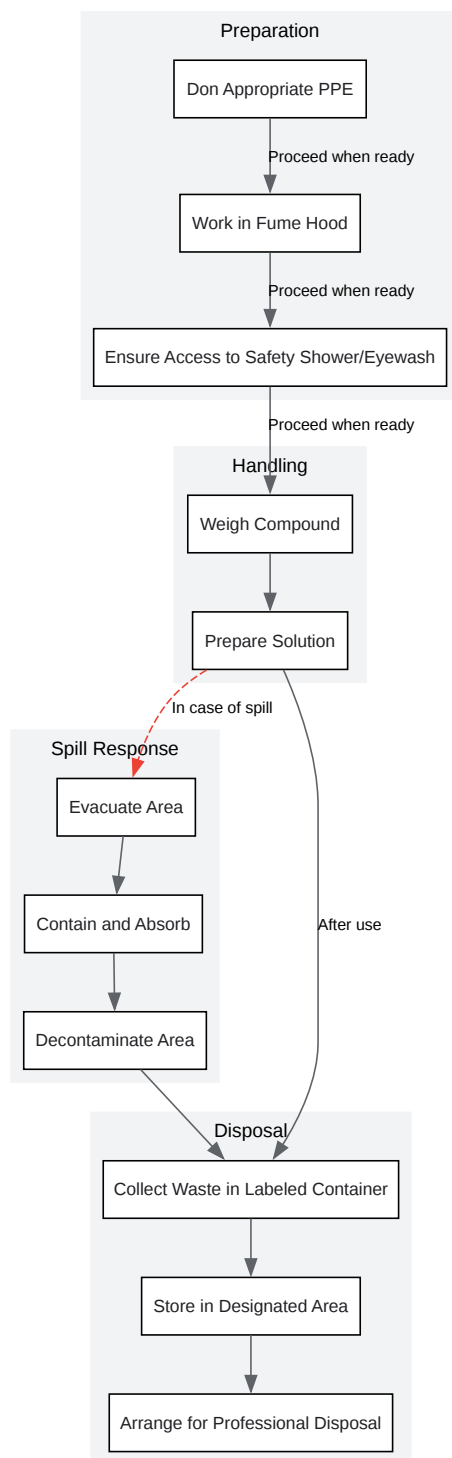 Preparation
Don Appropriate PPE
Proceed when ready
Work in Fume Hood
Proceed when ready
Ensure Access to Safety Shower/Eyewash
Proceed when ready
Handling
Weigh Compound
Prepare Solution
In case of spill
Spill Response
Evacuate Area
Contain and Absorb
After use
Decontaminate Area
Disposal
Collect Waste in Labeled Container
Store in Designated Area
Arrange for Professional Disposal